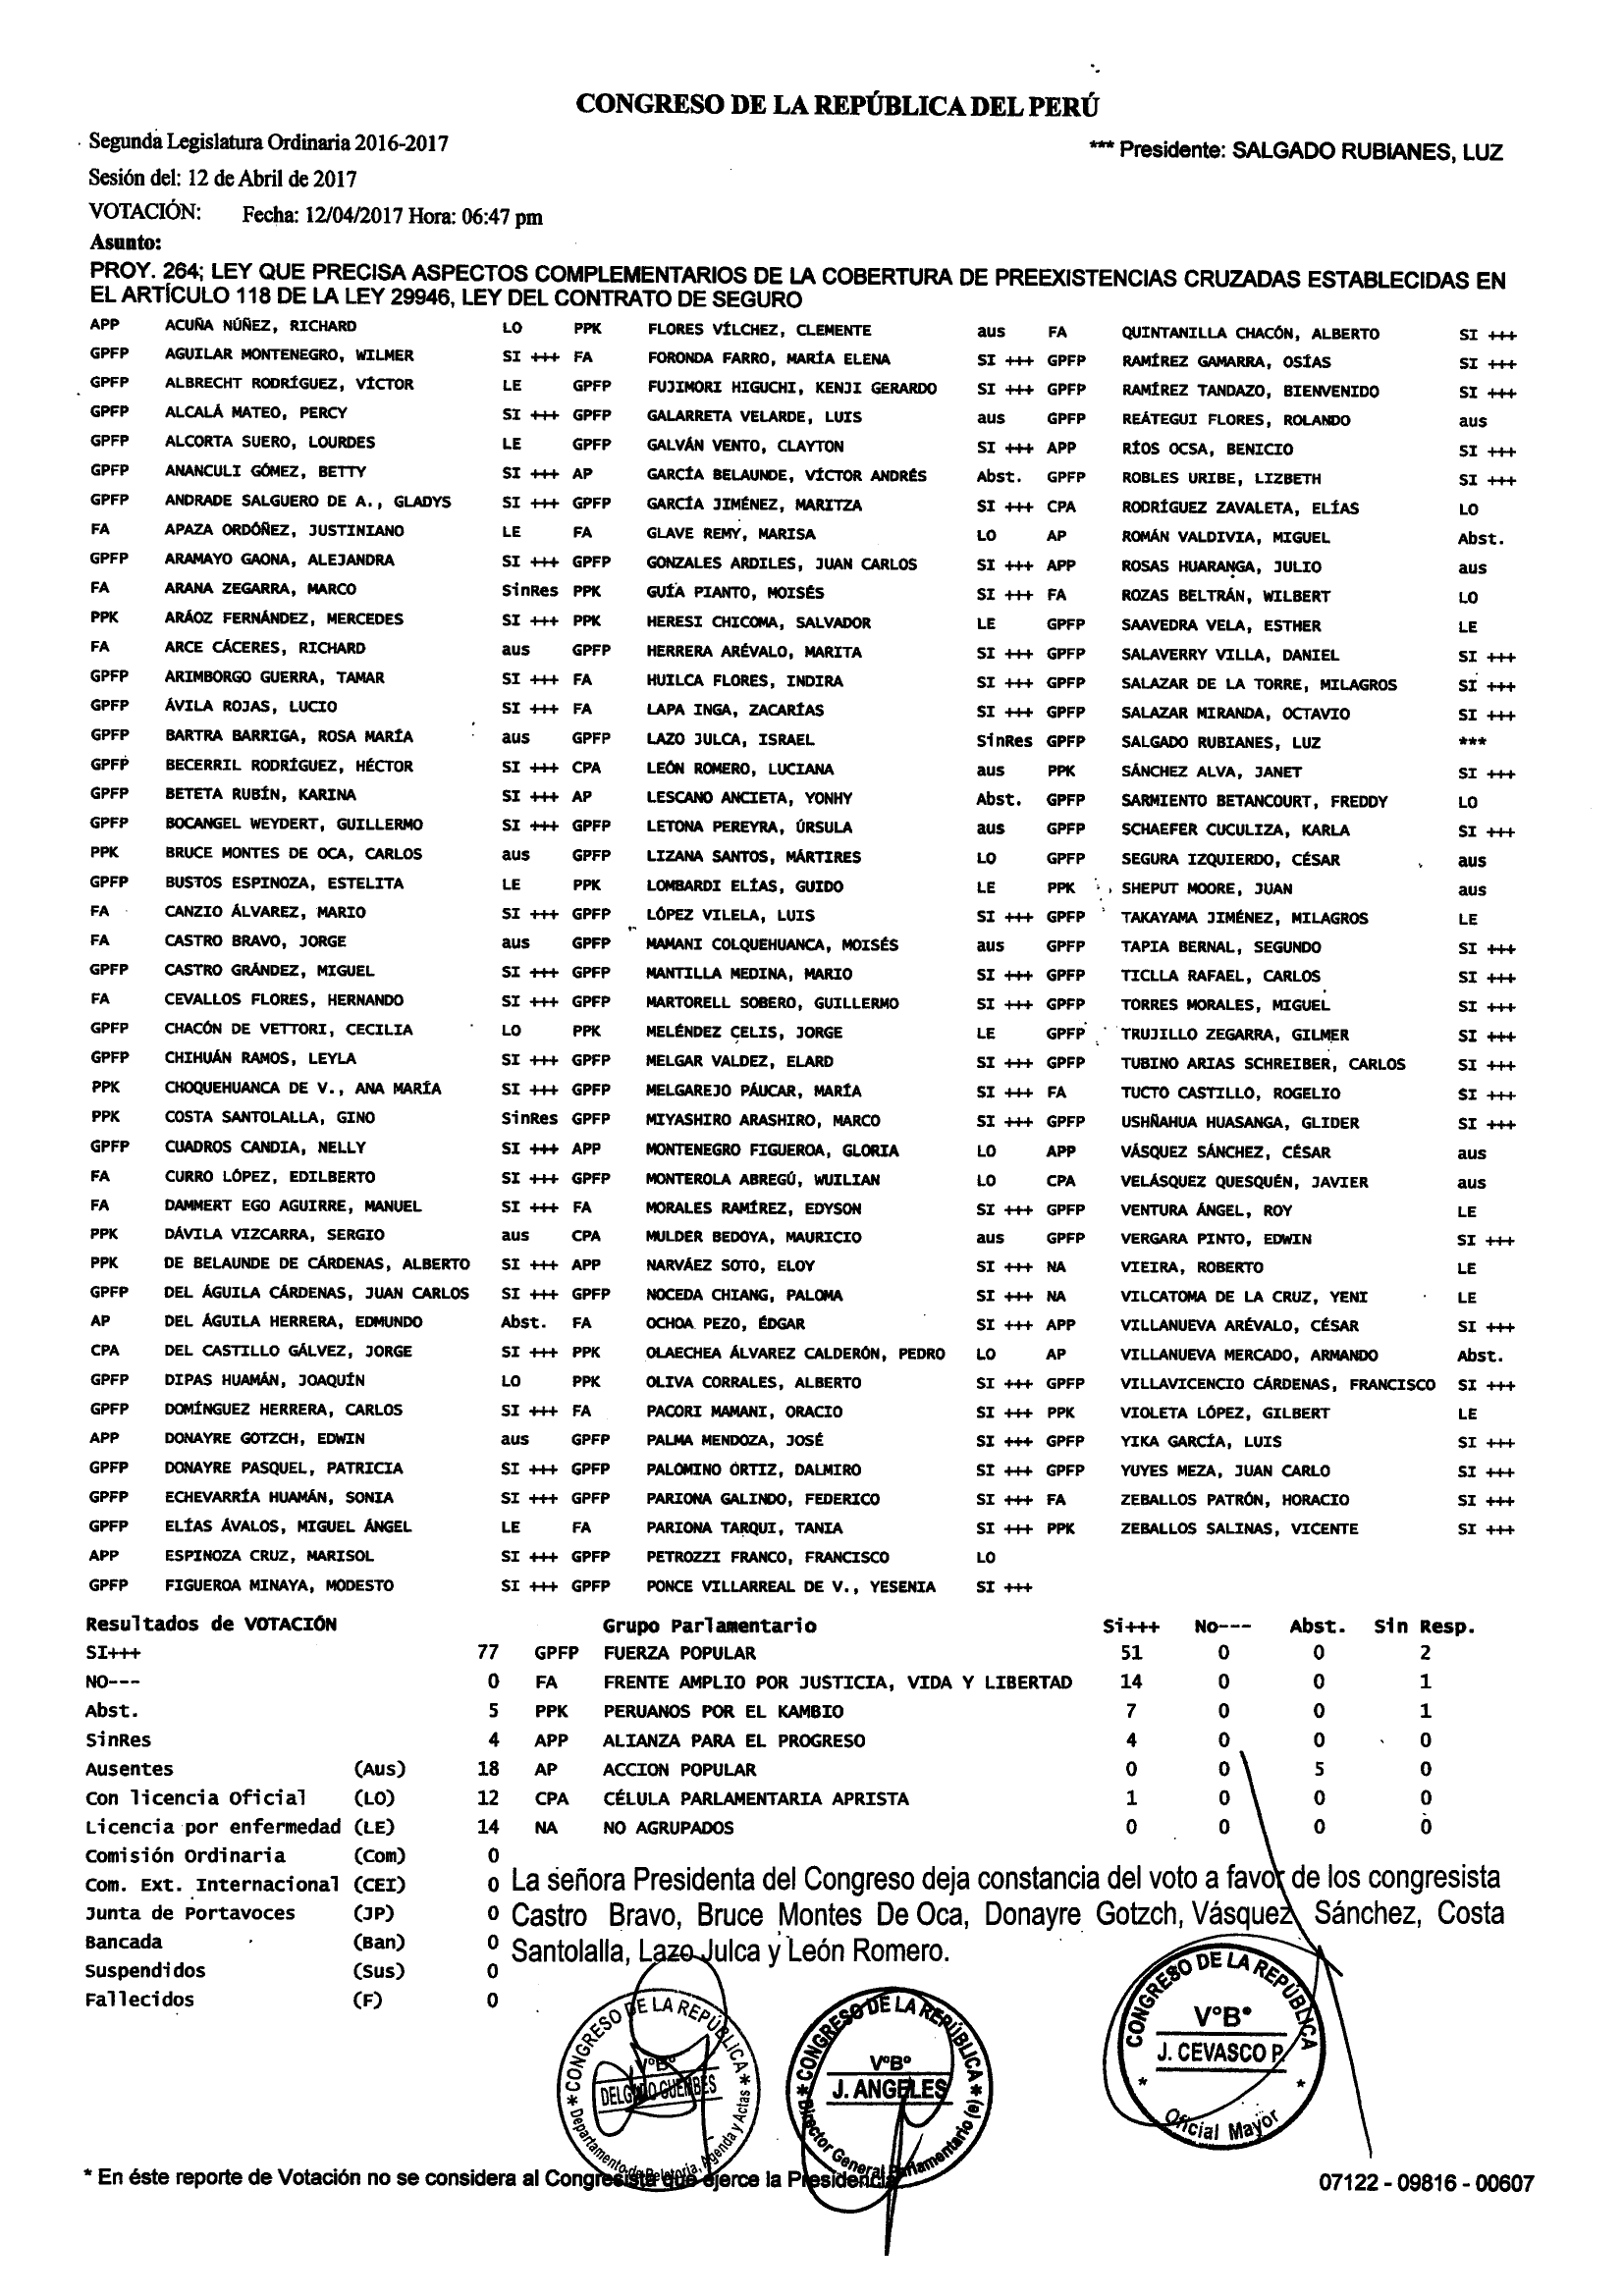 CONGRESO DE LA REPÚBLICA DEL PERÚ
Segunda Legislatura Ordinaria 2016-2017
*** Presidente: SALGADO RUBIANES, LUZ
Sesión del: 12 de Abril de 2017
VOTACIÓN: Fecha: 12/04/2017 Hora: 06:47 pm
Asunto:
PROY. 264; LEY QUE PRECISA ASPECTOS COMPLEMENTARIOS DE LA COBERTURA DE PREEXISTENCIAS CRUZADAS ESTABLECIDAS EN
EL ARTÍCULO 118 DE LA LEY 29946, LEY DEL CONTRATO DE SEGURO
APP ACUÑA NÚÑEZ, RICHARD LO PPK FLORES VÍLCHEZ, CLEMENTE aus FA QUINTANILLA CHACÓN, ALBERTO SI +++
GPFP AGUILAR MONTENEGRO, WILMER SI +++ FA FORONDA FARRO, MARÍA ELENA SI +++ GPFP RAMÍREZ GAMARRA, OSÍAS SI +++
GPFP ALBRECHT RODRÍGUEZ, VÍCTOR LE GPFP FUJIMORI HIGUCHI, KENJI GERARDO SI +++ GPFP RAMÍREZ TANDAZO, BIENVENIDO SI +++
GPFP ALCALÁ MATEO, PERCY SI +++ GPFP GALARRETA VELARDE, LUIS aus GPFP REÁTEGUI FLORES, ROLANDO aus
GPFP ALCORTA SUERO, LOURDES LE GPFP GALVÁN VENTO, CLAYTON SI +++ APP RÍOS OCSA, BENICIO SI +++
GPFP ANANCULI GÓMEZ, BETTY SI +++ AP GARCÍA BELAUNDE, VÍCTOR ANDRÉS Abst. GPFP ROBLES URIBE, LIZBETH SI +++
GPFP ANDRADE SALGUERO DE A., GLADYS SI +++ GPFP GARCÍA JIMÉNEZ, MARITZA SI +++ CPA RODRÍGUEZ ZAVALETA, ELÍAS LO
FA APAZA ORDÓÑEZ, JUSTINIANO LE FA GLAVE REMY, MARISA LO AP ROMÁN VALDIVIA, MIGUEL Abst.
GPFP ARAMAYO GAONA, ALEJANDRA SI +++ GPFP GONZALES ARDILES, JUAN CARLOS SI +++ APP ROSAS HUARANGA, JULIO aus
FA ARANA ZEGARRA, MARCO SinRes PPK GUÍA PIANTO, MOISÉS SI +++ FA ROZAS BELTRÁN, WILBERT LO
PPK ARÁOZ FERNÁNDEZ, MERCEDES SI +++ PPK HERESI CHICOMA, SALVADOR LE GPFP SAAVEDRA VELA, ESTHER LE
FA ARCE CÁCERES, RICHARD aus GPFP HERRERA ARÉVALO, MARITA SI +++ GPFP SALAVERRY VILLA, DANIEL SI +++
GPFP ARIMBORGO GUERRA, TAMAR SI +++ FA HUILCA FLORES, INDIRA SI +++ GPFP SALAZAR DE LA TORRE, MILAGROS SI +++
GPFP ÁVILA ROJAS, LUCIO SI +++ FA LAPA INGA, ZACARÍAS SI +++ GPFP SALAZAR MIRANDA, OCTAVIO SI +++
GPFP BARTRA BARRIGA, ROSA MARÍA aus GPFP LAZO JULCA, ISRAEL SinRes GPFP SALGADO RUBIANES, LUZ ***
GPFP BECERRIL RODRÍGUEZ, HÉCTOR SI +++ CPA LEÓN ROMERO, LUCIANA aus PPK SÁNCHEZ ALVA, JANET SI +++
GPFP BETETA RUBÍN, KARINA SI +++ AP LESCANO ANCIETA, YONHY Abst. GPFP SARMIENTO BETANCOURT, FREDDY LO
GPFP BOCANGEL WEYDERT, GUILLERMO SI +++ GPFP LETONA PEREYRA, ÚRSULA aus GPFP SCHAEFER CUCULIZA, KARLA SI +++
PPK BRUCE MONTES DE OCA, CARLOS aus GPFP LIZANA SANTOS, MÁRTIRES LO GPFP SEGURA IZQUIERDO, CÉSAR aus
GPFP BUSTOS ESPINOZA, ESTELITA LE PPK LOMBARDI ELÍAS, GUIDO LE PPK SHEPUT MOORE, JUAN aus
FA CANZIO ÁLVAREZ, MARIO SI +++ GPFP LÓPEZ VILELA, LUIS SI +++ GPFP TAKAYAMA JIMÉNEZ, MILAGROS LE
FA CASTRO BRAVO, JORGE aus GPFP MAMANI COLQUEHUANCA, MOISÉS aus GPFP TAPIA BERNAL, SEGUNDO SI +++
GPFP CASTRO GRÁNDEZ, MIGUEL SI +++ GPFP MANTILLA MEDINA, MARIO SI +++ GPFP TICLLA RAFAEL, CARLOS SI +++
FA CEVALLOS FLORES, HERNANDO SI +++ GPFP MARTORELL SOBERO, GUILLERMO SI +++ GPFP TORRES MORALES, MIGUEL SI +++
GPFP CHACÓN DE VETTORI, CECILIA LO PPK MELÉNDEZ CELIS, JORGE LE GPFP TRUJILLO ZEGARRA, GILMER SI +++
GPFP CHIHUÁN RAMOS, LEYLA SI +++ GPFP MELGAR VALDEZ, ELARD SI +++ GPFP TUBINO ARIAS SCHREIBER, CARLOS SI +++
PPK CHOQUEHUANCA DE V., ANA MARÍA SI +++ GPFP MELGAREJO PÁUCAR, MARÍA SI +++ FA TUCTO CASTILLO, ROGELIO SI +++
PPK COSTA SANTOLALLA, GINO SinRes GPFP MIYASHIRO ARASHIRO, MARCO SI +++ GPFP USHÑAHUA HUASANGA, GLIDER SI +++
GPFP CUADROS CANDIA, NELLY SI +++ APP MONTENEGRO FIGUEROA, GLORIA LO APP VÁSQUEZ SÁNCHEZ, CÉSAR aus
FA CURRO LÓPEZ, EDILBERTO SI +++ GPFP MONTEROLA ABREGÚ, WUILIAN LO CPA VELÁSQUEZ QUESQUÉN, JAVIER aus
FA DAMMERT EGO AGUIRRE, MANUEL SI +++ FA MORALES RAMÍREZ, EDYSON SI +++ GPFP VENTURA ÁNGEL, ROY LE
PPK DÁVILA VIZCARRA, SERGIO aus CPA MULDER BEDOYA, MAURICIO aus GPFP VERGARA PINTO, EDWIN SI +++
PPK DE BELAUNDE DE CÁRDENAS, ALBERTO SI +++ APP NARVÁEZ SOTO, ELOY SI +++ NA VIEIRA, ROBERTO LE
GPFP DEL ÁGUILA CÁRDENAS, JUAN CARLOS SI +++ GPFP NOCEDA CHIANG, PALOMA SI +++ NA VILCATOMA DE LA CRUZ, YENI LE
AP DEL ÁGUILA HERRERA, EDMUNDO Abst. FA OCHOA PEZO, ÉDGAR SI +++ APP VILLANUEVA ARÉVALO, CÉSAR SI +++
CPA DEL CASTILLO GÁLVEZ, JORGE SI +++ PPK OLAECHEA ÁLVAREZ CALDERÓN, PEDRO LO AP VILLANUEVA MERCADO, ARMANDO Abst.
GPFP DIPAS HUAMÁN, JOAQUÍN LO PPK OLIVA CORRALES, ALBERTO SI +++ GPFP VILLAVICENCIO CÁRDENAS, FRANCISCO SI +++
GPFP DOMÍNGUEZ HERRERA, CARLOS SI +++ FA PACORI MAMANI, ORACIO SI +++ PPK VIOLETA LÓPEZ, GILBERT LE
APP DONAYRE GOTZCH, EDWIN aus GPFP PALMA MENDOZA, JOSÉ SI +++ GPFP YIKA GARCÍA, LUIS SI +++
GPFP DONAYRE PASQUEL, PATRICIA SI +++ GPFP PALOMINO ORTIZ, DALMIRO SI +++ GPFP YUYES MEZA, JUAN CARLO SI +++
GPFP ECHEVARRÍA HUAMÁN, SONIA SI +++ GPFP PARIONA GALINDO, FEDERICO SI +++ FA ZEBALLOS PATRÓN, HORACIO SI +++
GPFP ELÍAS ÁVALOS, MIGUEL ÁNGEL LE FA PARIONA TARQUI, TANIA SI +++ PPK ZEBALLOS SALINAS, VICENTE SI +++
APP ESPINOZA CRUZ, MARISOL SI +++ GPFP PETROZZI FRANCO, FRANCISCO LO
GPFP FIGUEROA MINAYA, MODESTO SI +++ GPFP PONCE VILLARREAL DE V., YESENIA SI +++
Resultados de VOTACIÓN Grupo Parlamentario Si+++ No--- Abst. Sin Resp.
SI+++ 77 GPFP FUERZA POPULAR 51 0 0 2
NO--- 0 FA FRENTE AMPLIO POR JUSTICIA, VIDA Y LIBERTAD 14 0 0 1
Abst. 5 PPK PERUANOS POR EL KAMBIO 7 0 0 1
SinRes 4 APP ALIANZA PARA EL PROGRESO 4 0 0 0
Ausentes (Aus) 18 AP ACCION POPULAR 0 0 5 0
Con licencia Oficial (LO) 12 CPA CÉLULA PARLAMENTARIA APRISTA 1 0 0 0
Licencia por enfermedad (LE) 14 NA NO AGRUPADOS 0 0 0 0
Comisión Ordinaria (Com) 0
Com. Ext. Internacional (CEI) 0
Junta de Portavoces (JP) 0
Bancada (Ban) 0
Suspendidos (Sus) 0
Fallecidos (F) 0
La señora Presidenta del Congreso deja constancia del voto a favor de los congresista
Castro Bravo, Bruce Montes De Oca, Donayre Gotzch, Vásquez Sánchez, Costa
Santolalla, Lazo Julca y León Romero.
CONGRESO DE LA REPÚBLICA
V°B°
DELGADO GUEMBES
Departamento de Relatoría, Agenda y Actas
CONGRESO DE LA REPÚBLICA
V°B°
J. ANGELES
Director General Parlamentario (e)
CONGRESO DE LA REPÚBLICA
V°B°
J. CEVASCO P.
Oficial Mayor
* En éste reporte de Votación no se considera al Congresista que ejerce la Presidencia
07122 - 09816 - 00607